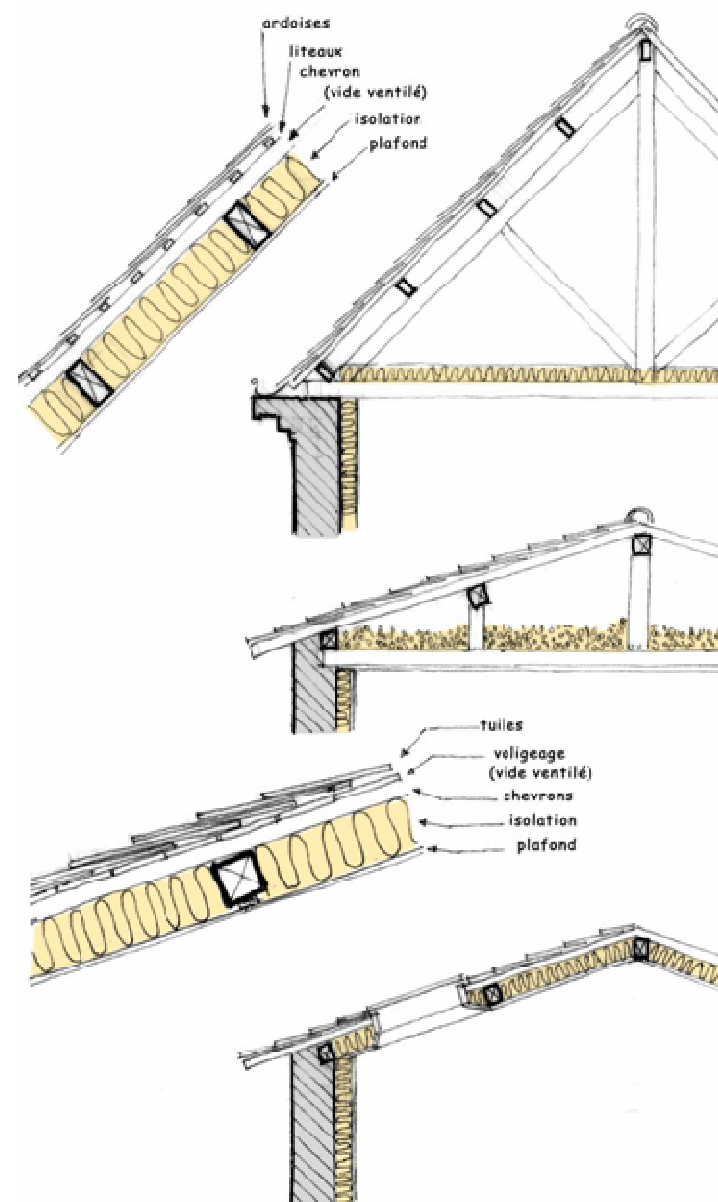 ardoises
liteaux
chevron
(vide ventilé)
isolation
plafond
tuiles
voligeage
(vide ventilé)
chevrons
isolation
plafond